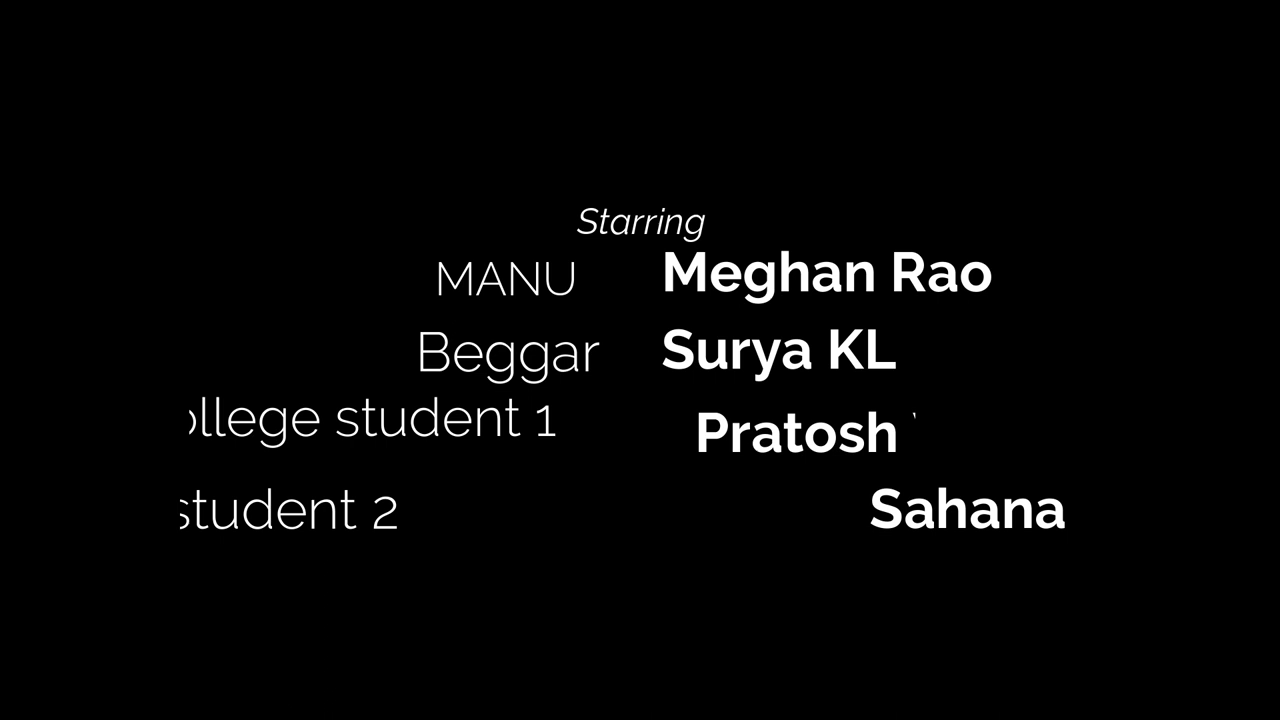 Starring
MANU Meghan Rao
Beggar Surya KL
ollege student 1 Pratosh
student 2 Sahana